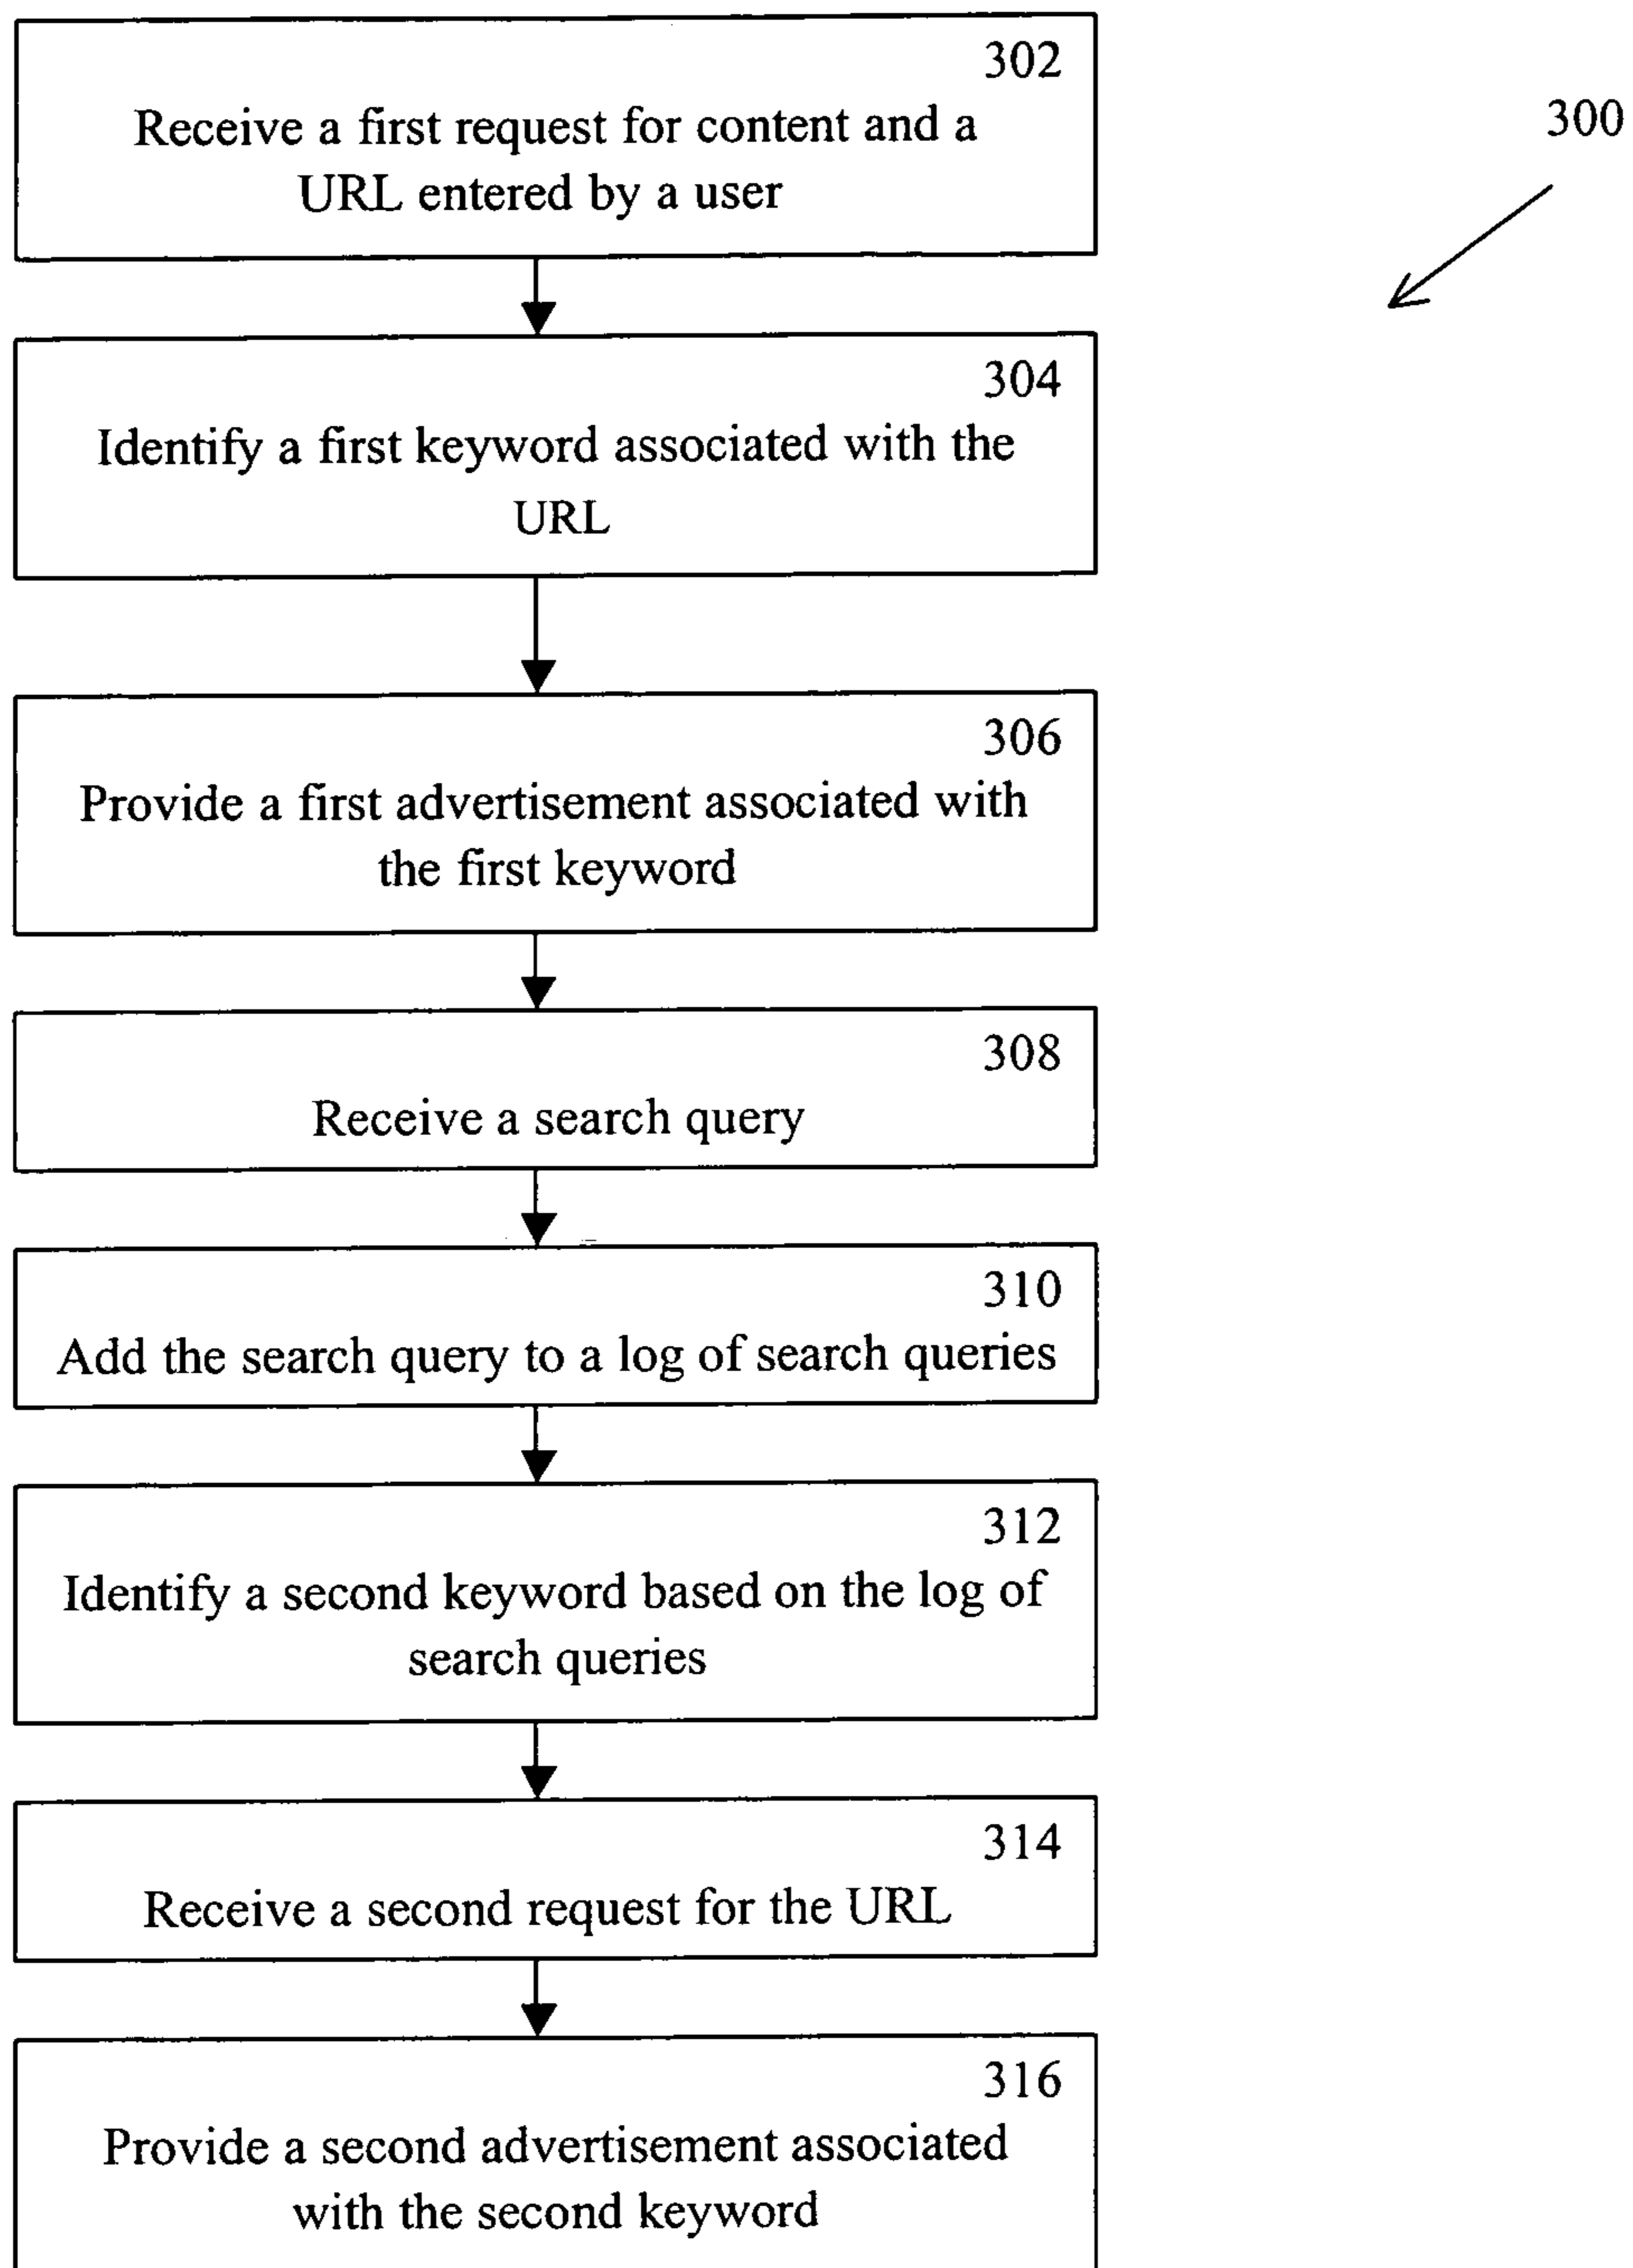 302
Receive a first request for content and a
URL entered by a user
300
304
Identify a first keyword associated with the
URL
306
Provide a first advertisement associated with
the first keyword
308
Receive a search query
310
Add the search query to a log of search queries
312
Identify a second keyword based on the log of
search queries
314
Receive a second request for the URL
316
Provide a second advertisement associated
with the second keyword